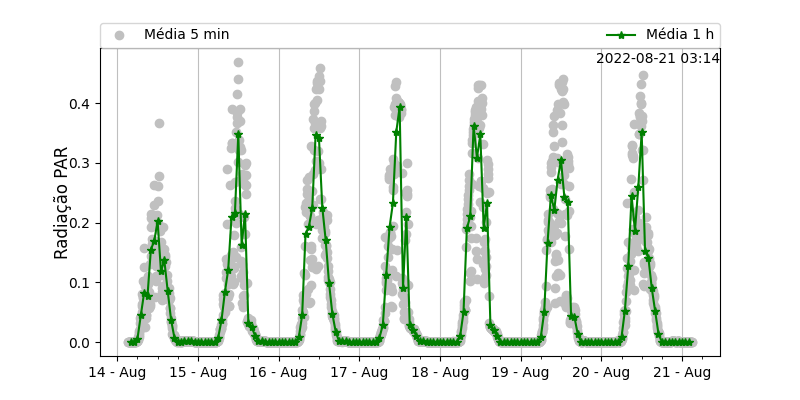 Média 5 min
Média 1 h
2022-08-21 03:14
Radiação PAR
0.4
0.3
0.2
0.1
0.0
14 - Aug
15 - Aug
16 - Aug
17 - Aug
18 - Aug
19 - Aug
20 - Aug
21 - Aug